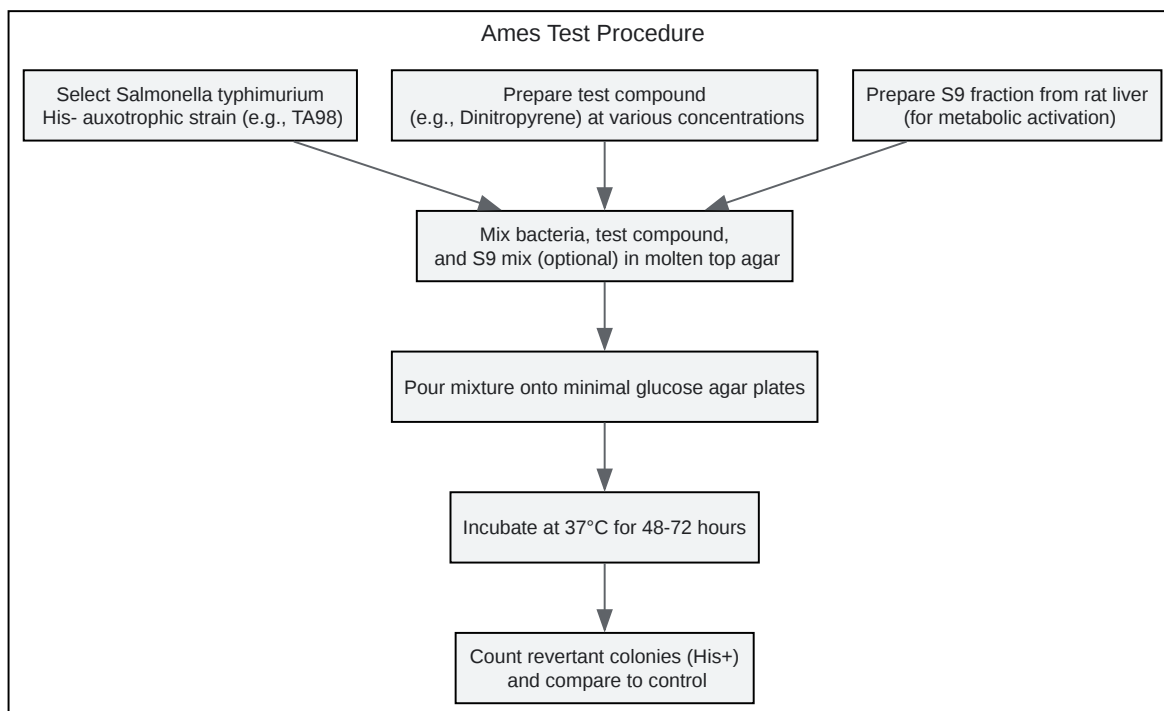 Ames Test Procedure
Select Salmonella typhimurium
His- auxotrophic strain (e.g., TA98)
Prepare test compound
(e.g., Dinitropyrene) at various concentrations
Prepare S9 fraction from rat liver
(for metabolic activation)
Mix bacteria, test compound,
and S9 mix (optional) in molten top agar
Pour mixture onto minimal glucose agar plates
Incubate at 37°C for 48-72 hours
Count revertant colonies (His+)
and compare to control